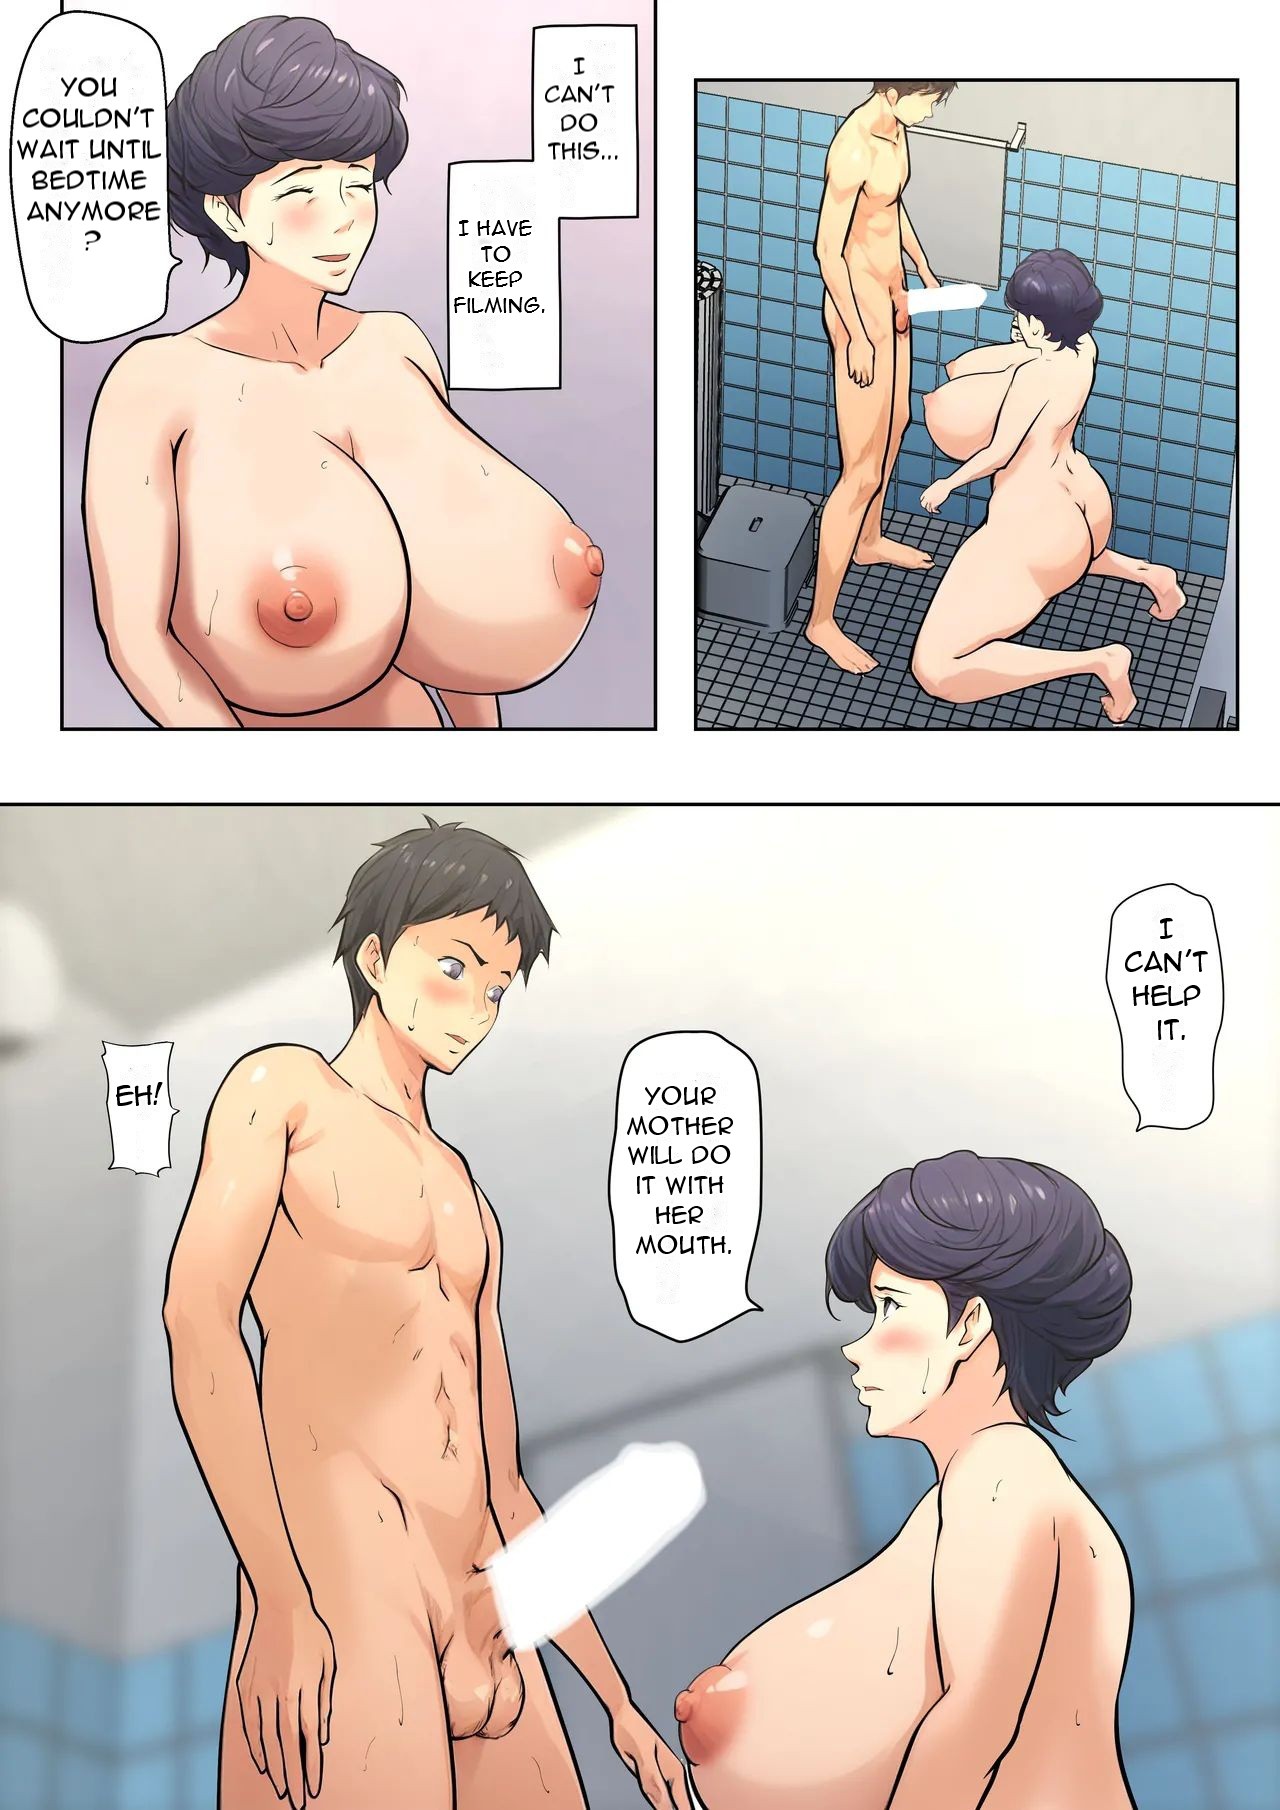 I
CAN'T
DO
THIS...
I HAVE
TO
KEEP
FILMING.
YOU
COULDN'T
WAIT UNTIL
BEDTIME
ANYMORE
?
I
CAN'T
HELP
IT.
YOUR
MOTHER
WILL DO
IT WITH
HER
MOUTH.
EH!